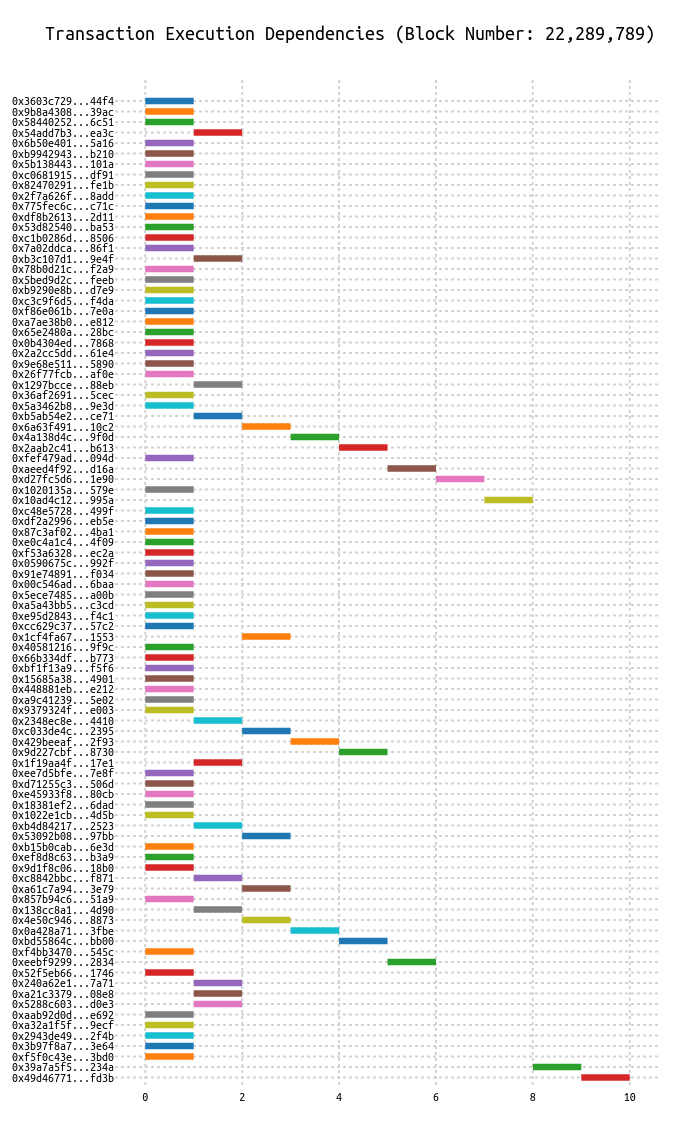 Transaction Execution Dependencies (Block Number: 22,289,789)
0x3603c729...44f4
0x9b8a4308...39ac
0x58440252...6c51
0x54add7b3...ea3c
0x6b50e401...5a16
0xb9942943...b210
0x5b138443...101a
0xc0681915...df91
0x82470291...fe1b
0x2f7a626f...8add
0x775fec6c...c71c
0xdf8b2613...2d11
0x53d82540...ba53
0xc1b0286d...8506
0x7a02ddca...86f1
0xb3c107d1...9e4f
0x78b0d21c...f2a9
0x5bed9d2c...feeb
0xb9290e8b...d7e9
0xc3c9f6d5...f4da
0xf86e061b...7e0a
0xa7ae38b0...e812
0x65e2480a...28bc
0x0b4304ed...7868
0x2a2cc5dd...61e4
0x9e68e511...5890
0x26f77fcb...af0e
0x1297bcce...88eb
0x36af2691...5cec
0x5a3462b8...9e3d
0xb5ab54e2...ce71
0x6a63f491...10c2
0x4a138d4c...9f0d
0x2aab2c41...b613
0xfef479ad...094d
0xaeed4f92...d16a
0xd27fc5d6...1e90
0x1020135a...579e
0x10ad4c12...995a
0xc48e5728...499f
0xdf2a2996...eb5e
0x87c3af02...4ba1
0xe0c4a1c4...4f09
0xf53a6328...ec2a
0x0590675c...992f
0x91e74891...f034
0x00c546ad...6baa
0x5ece7485...a00b
0xa5a43bb5...c3cd
0xe95d2843...f4c1
0xcc629c37...57c2
0x1cf4fa67...1553
0x40581216...9f9c
0x66b334df...b773
0xbf1f13a9...f5f6
0x15685a38...4901
0x448881eb...e212
0xa9c41239...5e02
0x9379324f...e003
0x2348ec8e...4410
0xc033de4c...2395
0x429beeaf...2f93
0x9d227cbf...8730
0x1f19aa4f...17e1
0xee7d5bfe...7e8f
0xd71255c3...506d
0xe45933f8...80cb
0x18381ef2...6dad
0x1022e1cb...4d5b
0xb4d84217...2523
0x53092b08...97bb
0xb15b0cab...6e3d
0xef8d8c63...b3a9
0x9d1f8c06...18b0
0xc8842bbc...f871
0xa61c7a94...3e79
0x857b94c6...51a9
0x138cc8a1...4d90
0x4e50c946...8873
0x0a428a71...3fbe
0xbd55864c...bb00
0xf4bb3470...545c
0xeebf9299...2834
0x52f5eb66...1746
0x240a62e1...7a71
0xa21c3379...08e8
0x5288c603...d0e3
0xaab92d0d...e692
0xa32a1f5f...9ecf
0x2943de49...2f4b
0x3b97f8a7...3e64
0xf5f0c43e...3bd0
0x39a7a5f5...234a
0x49d46771...fd3b
0 2 4 6 8 10